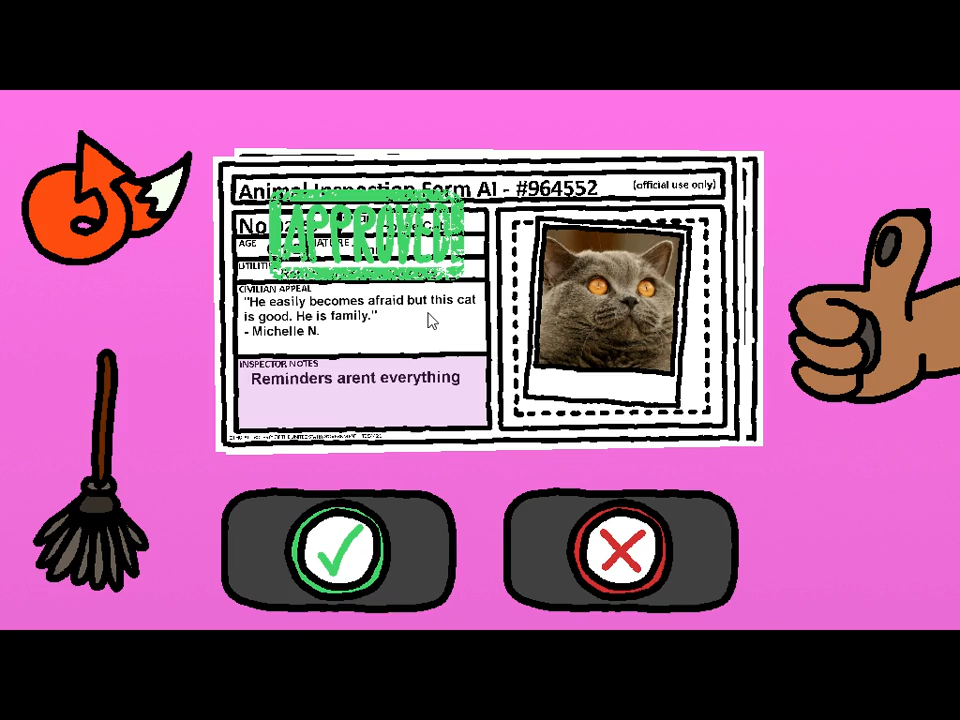 Animal Inspection Form AI - #964552
(official use only)
APPROVED!
AGE
CIVILIAN APPEAL
"He easily becomes afraid but this cat
is good. He is family."
- Michelle N.
INSPECTOR NOTES
Reminders arent everything